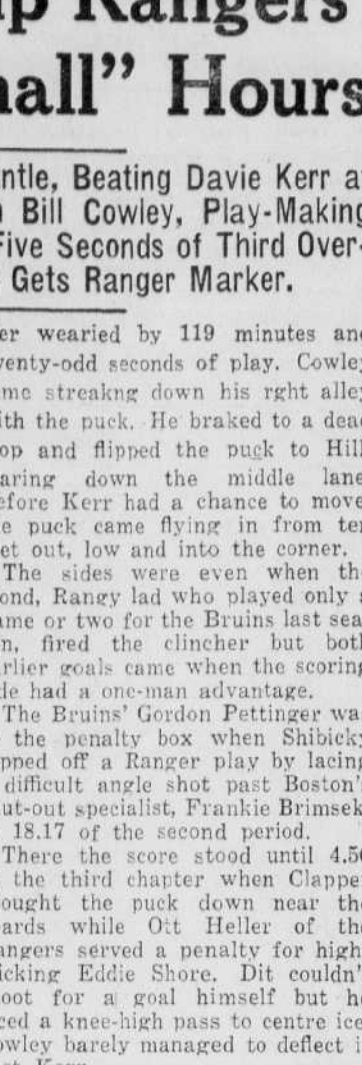 up Rangers
all” Hours
ntle, Beating Davie Kerr a
Bill Cowley, Play-Making
Five Seconds of Third Over-
Gets Ranger Marker.
er wearied by 119 minutes and
venty-odd seconds of play. Cowley
me streakng down his rght alley
ith the puck. He braked to a dead
op and flipped the puck to Hill
aring down the middle lane.
efore Kerr had a chance to move
e puck came flying in from ten
et out, low and into the corner.
The sides were even when th
ond, Rangy lad who played only a
ame or two for the Bruins last sea-
n, fired the clincher but both
rlier goals came when the scoring
de had a one-man advantage.
The Bruins' Gordon Pettinger wa
the penalty box when Shibicky
pped off a Ranger play by lacing
difficult angle shot past Boston's
ut-out specialist, Frankie Brimsek
18.17 of the second period.
There the score stood until 4.50
the third chapter when Clapper
ought the puck down near the
ards while Ott Heller of the
angers served a penalty for high-
icking Eddie Shore. Dit couldn't
oot for a goal himself but he
ced a knee-high pass to centre ice
owley barely managed to deflect i
Kerr